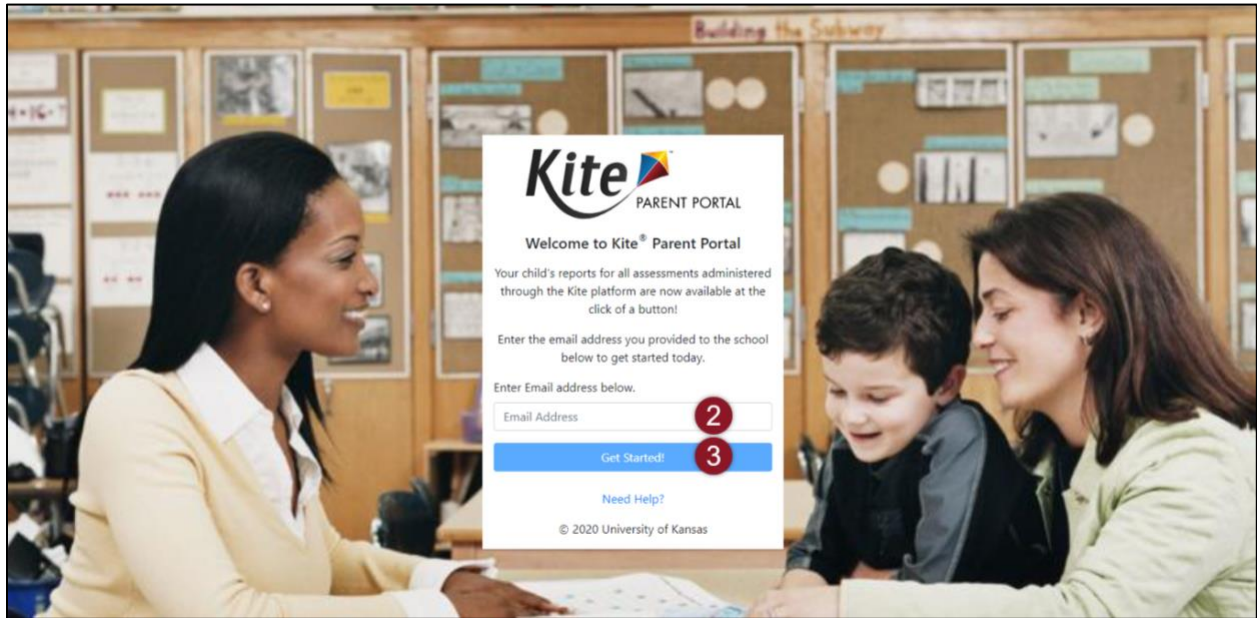 Building the Subway
Kite
PARENT PORTAL
Welcome to Kite® Parent Portal
Your child's reports for all assessments administered
through the Kite platform are now available at the
click of a button!
Enter the email address you provided to the school
below to get started today.
Enter Email address below.
Email Address 2
Get Started! 3
Need Help?
© 2020 University of Kansas